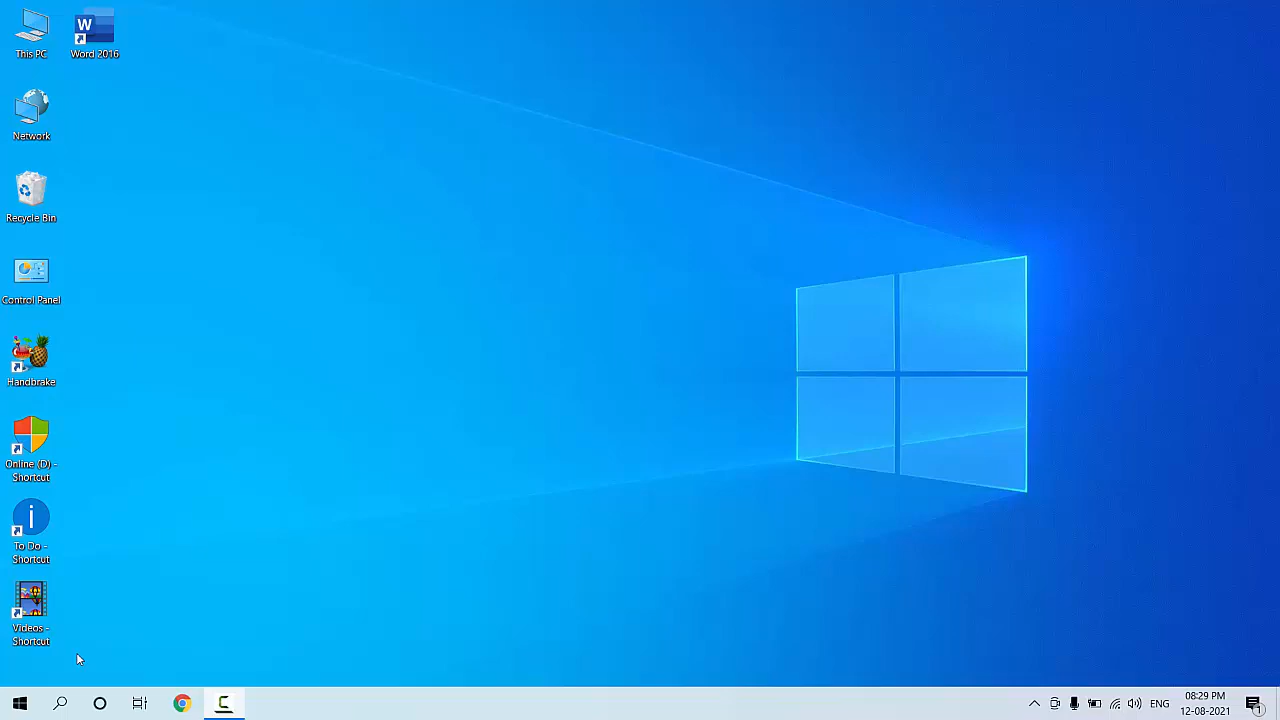 This PC
W
Word 2016
Network
Recycle Bin
Control Panel
Handbrake
Online (D) -
Shortcut
To Do -
Shortcut
Videos -
Shortcut
ENG
08:29 PM
12-08-2021
1